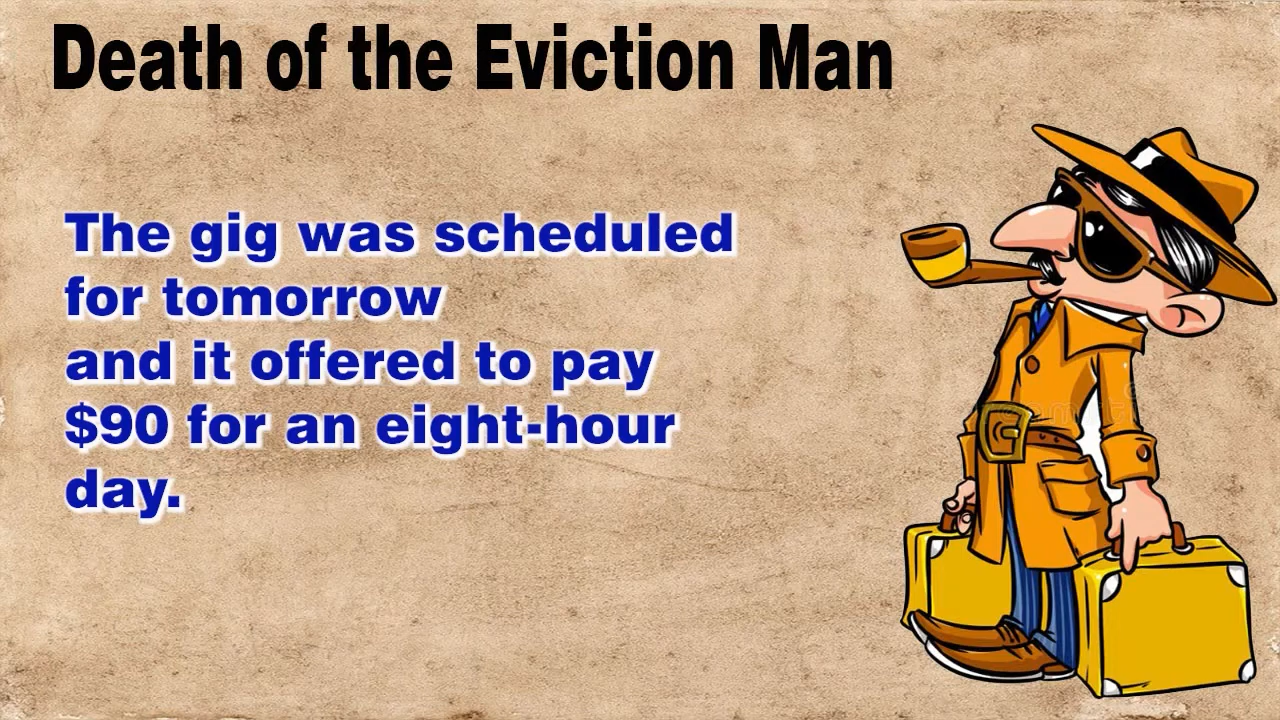 Death of the Eviction Man
The gig was scheduled
for tomorrow
and it offered to pay
$90 for an eight-hour
day.